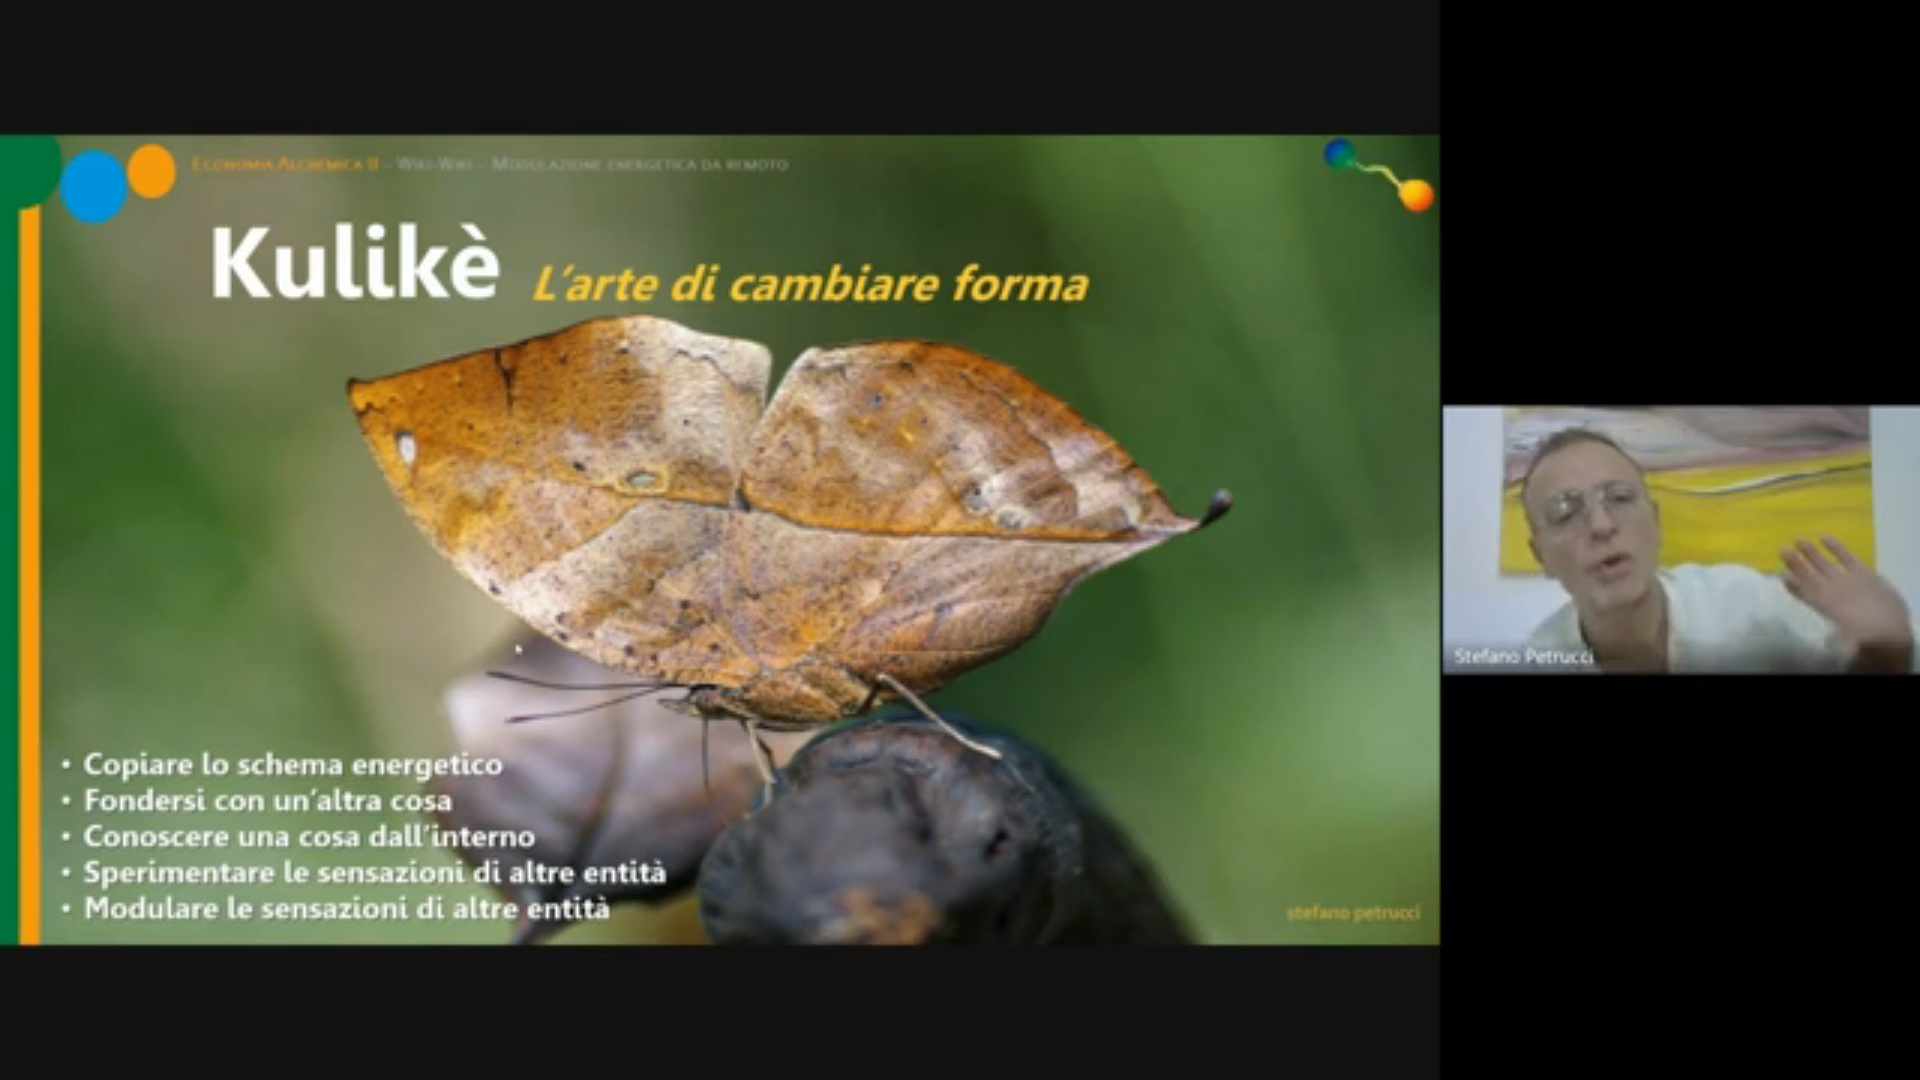 Economia Alchemica II – Wiki-Wiki – Modulazione energetica da remoto
Kulikè L'arte di cambiare forma
• Copiare lo schema energetico
• Fondersi con un'altra cosa
• Conoscere una cosa dall'interno
• Sperimentare le sensazioni di altre entità
• Modulare le sensazioni di altre entità
stefano petrucci
Stefano Petrucci